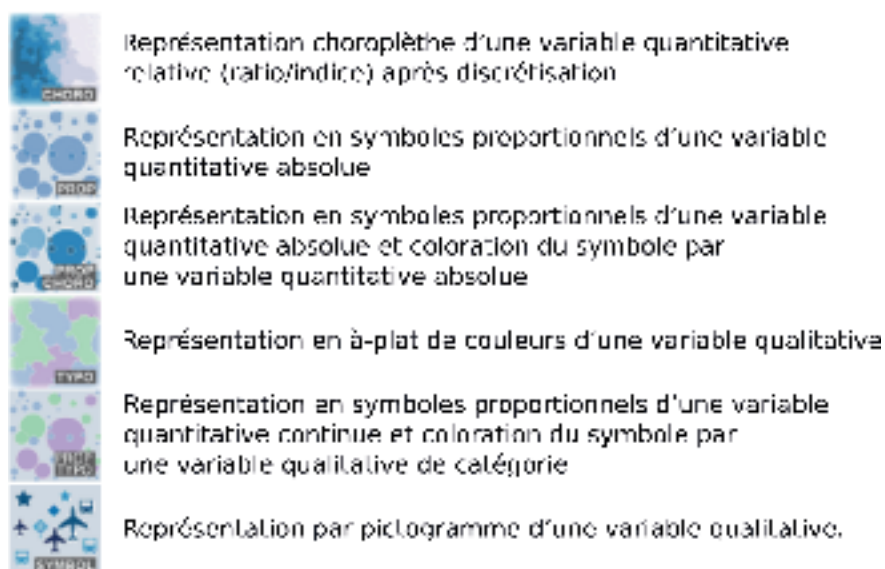 Représentation choroplèthe d'une variable quantitative
relative (ratio/indice) après discrétisation
CHORO
Représentation en symboles proportionnels d'une variable
quantitative absolue
PROP
Représentation en symboles proportionnels d'une variable
quantitative absolue et coloration du symbole par
une variable quantitative absolue
PROP
CHORO
Représentation en à-plat de couleurs d'une variable qualitative
TYPO
Représentation en symboles proportionnels d'une variable
quantitative continue et coloration du symbole par
une variable qualitative de catégorie
PROP
TYPO
Représentation par pictogramme d'une variable qualitative.
SYMBOL